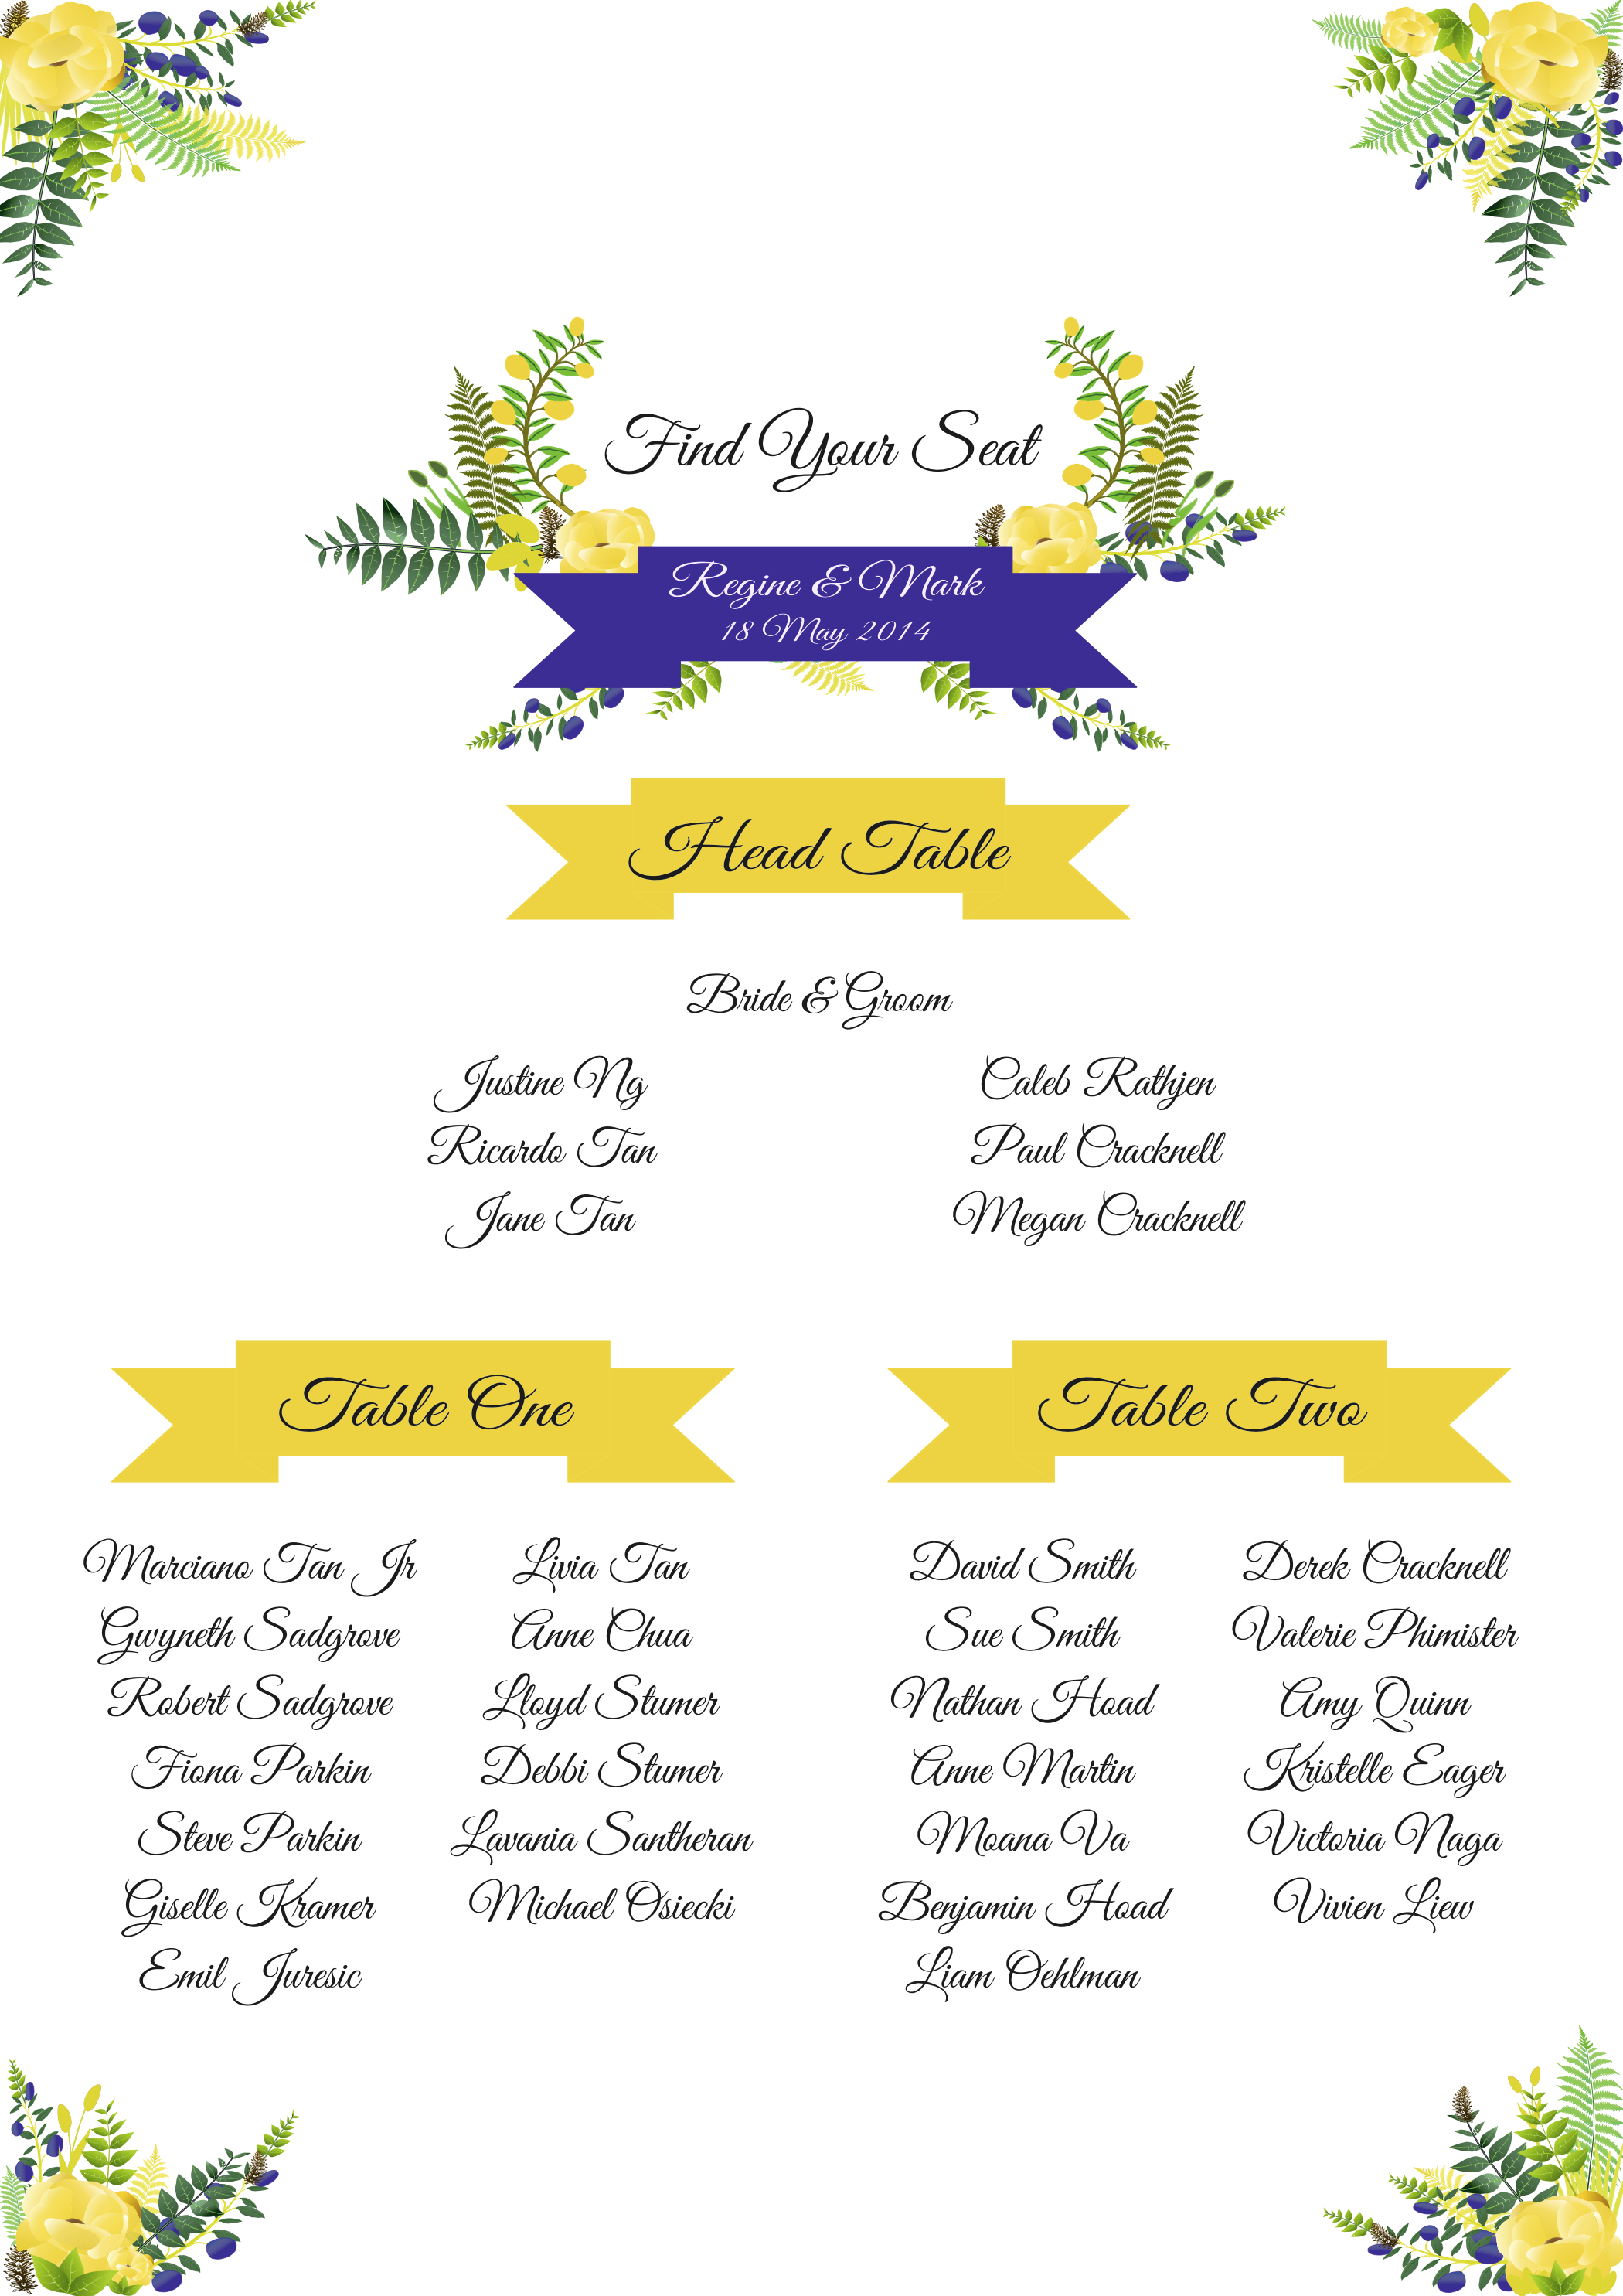 Find Your Seat
Regine & Mark
18 May 2014
Head Table
Bride & Groom
Justine Ng
Ricardo Tan
Jane Tan
Caleb Rathjen
Paul Cracknell
Megan Cracknell
Table One
Marciano Tan Jr
Gwyneth Sadgrove
Robert Sadgrove
Fiona Parkin
Steve Parkin
Giselle Kramer
Emil Juresic
Livia Tan
Anne Chua
Lloyd Stumer
Debbi Stumer
Lavania Santheran
Michael Osiecki
Table Two
David Smith
Sue Smith
Nathan Hoad
Anne Martin
Moana Va
Benjamin Hoad
Liam Oehlman
Derek Cracknell
Valerie Phimister
Amy Quinn
Kristelle Eager
Victoria Naga
Vivien Liew